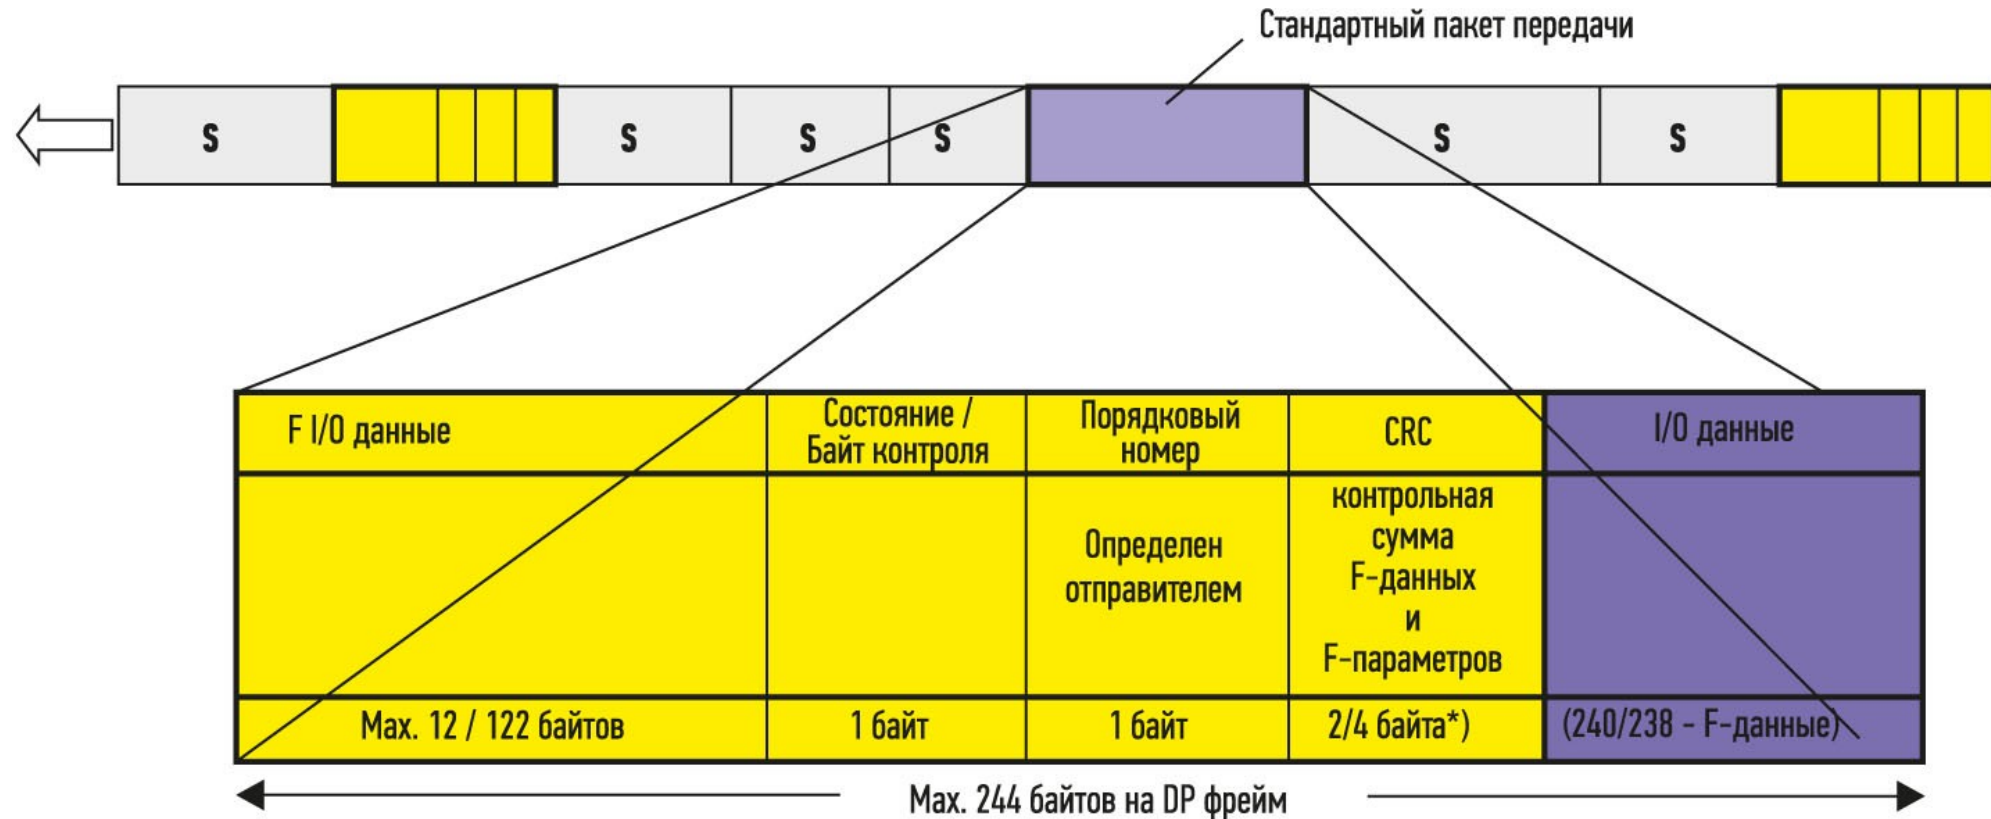 Стандартный пакет передачи
S
S
S
S
S
S
F I/O данные
Состояние /
Байт контроля
Порядковый
номер
CRC
I/O данные
Определен
отправителем
контрольная
сумма
F-данных
и
F-параметров
Max. 12 / 122 байтов
1 байт
1 байт
2/4 байта*)
(240/238 - F-данные)
Max. 244 байтов на DP фрейм